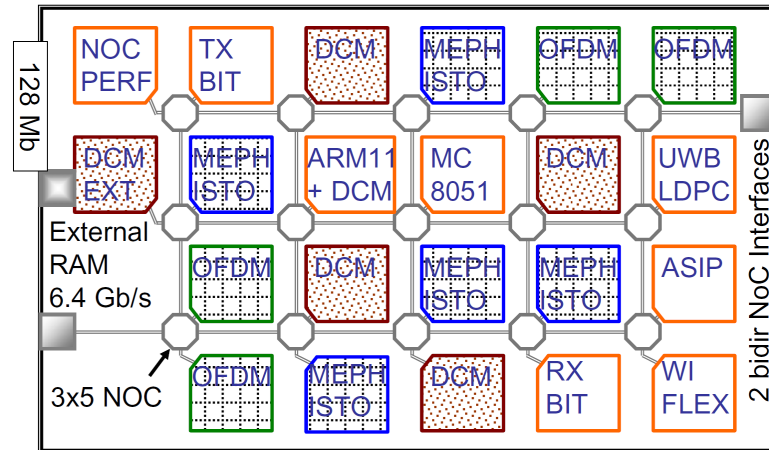 NOC
PERF
TX
BIT
DCM
MEPH
ISTO
OFDM
OFDM
128 Mb
DCM
EXT
MEPH
ISTO
ARM11
+ DCM
MC
8051
DCM
UWB
LDPC
External
RAM
6.4 Gb/s
OFDM
DCM
MEPH
ISTO
MEPH
ISTO
ASIP
2 bidir NoC Interfaces
3x5 NOC
OFDM
MEPH
ISTO
DCM
RX
BIT
WI
FLEX